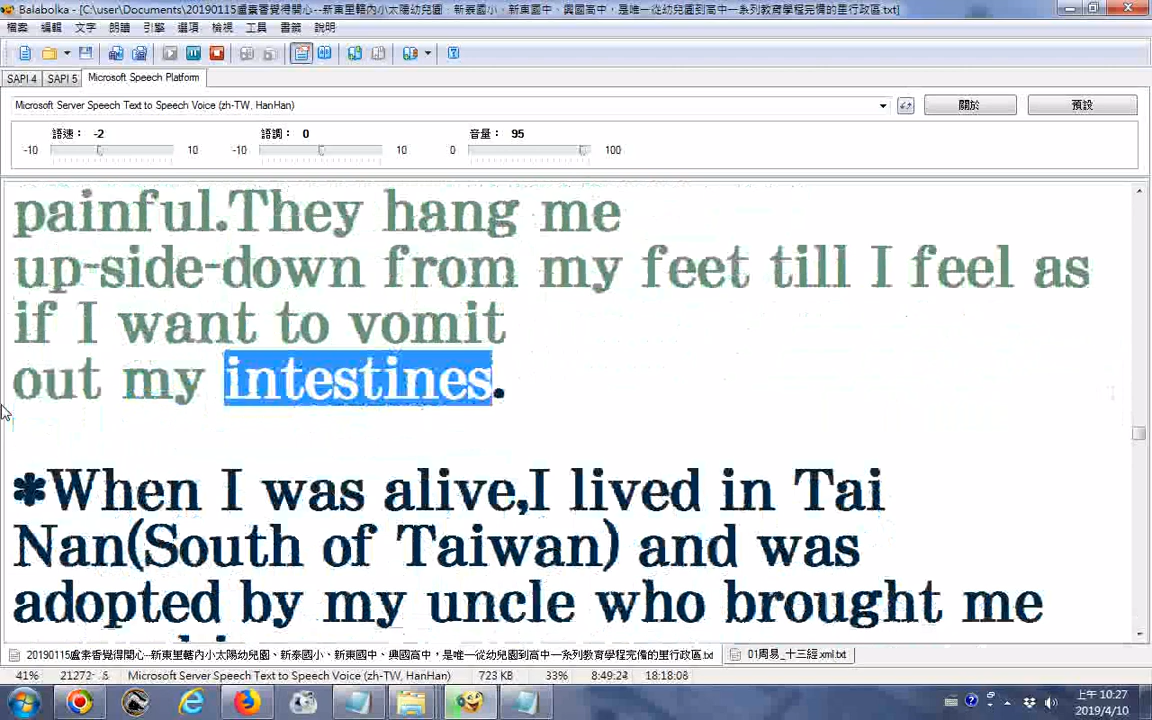 Balabolka - [C:\user\Documents\20190115盧素香覺得開心--新東里轄內小太陽幼兒園、新泰國小、新東國中、興國高中，是唯一從幼兒園到高中一系列教育學程完備的里行政區.txt]
檔案 編輯 文字 朗讀 引擎 選項 檢視 工具 書籤 說明
SAPI 4 SAPI 5 Microsoft Speech Platform
Microsoft Server Speech Text to Speech Voice (zh-TW, HanHan) 關於 預設
語速： -2 語調： 0 音量： 95
-10 10 -10 10 0 100
painful.They hang me
up-side-down from my feet till I feel as
if I want to vomit
out my intestines.
*When I was alive,I lived in Tai
Nan(South of Taiwan) and was
adopted by my uncle who brought me
20190115盧素香覺得開心--新東里轄內小太陽幼兒園、新泰國小、新東國中、興國高中，是唯一從幼兒園到高中一系列教育學程完備的里行政區.txt 01周易_十三經.xml.txt
41% Microsoft Server Speech Text to Speech Voice (zh-TW, HanHan) 723 KB 33% 8:49:24 18:18:08
上午 10:27
2019/4/10